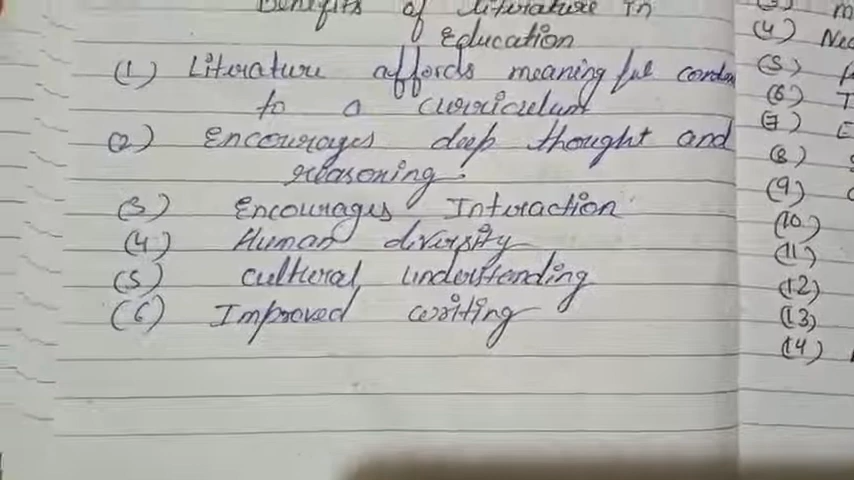 Benefits of literature in
Education
(1) Literature affords meaningful
to a curriculum
(2) Encourages deep thought and
reasoning.
(3) Encourages Interaction
(4) Human diversity
(5) cultural understanding
(6) Improved writing
(4)
(5)
(6)
(7)
(8)
(9)
(10)
(11)
(12)
(13)
(14)